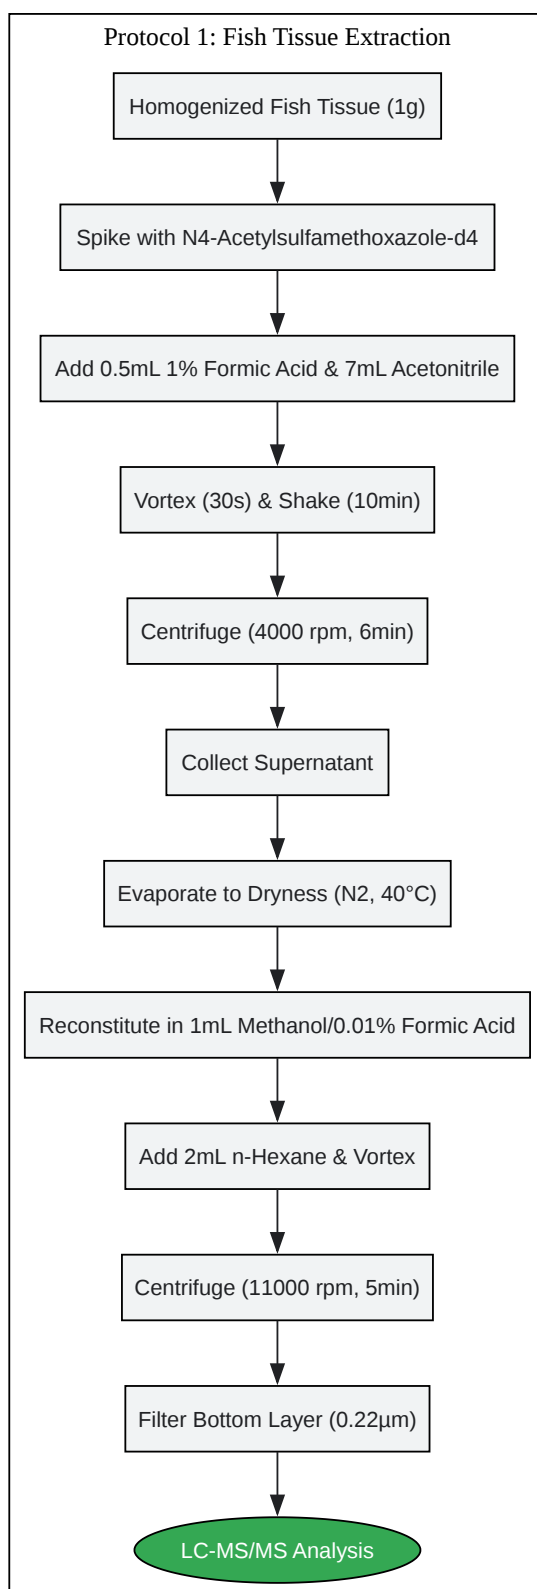 Protocol 1: Fish Tissue Extraction
Homogenized Fish Tissue (1g)
Spike with N4-Acetylsulfamethoxazole-d4
Add 0.5mL 1% Formic Acid & 7mL Acetonitrile
Vortex (30s) & Shake (10min)
Centrifuge (4000 rpm, 6min)
Collect Supernatant
Evaporate to Dryness (N2, 40°C)
Reconstitute in 1mL Methanol/0.01% Formic Acid
Add 2mL n-Hexane & Vortex
Centrifuge (11000 rpm, 5min)
Filter Bottom Layer (0.22µm)
LC-MS/MS Analysis